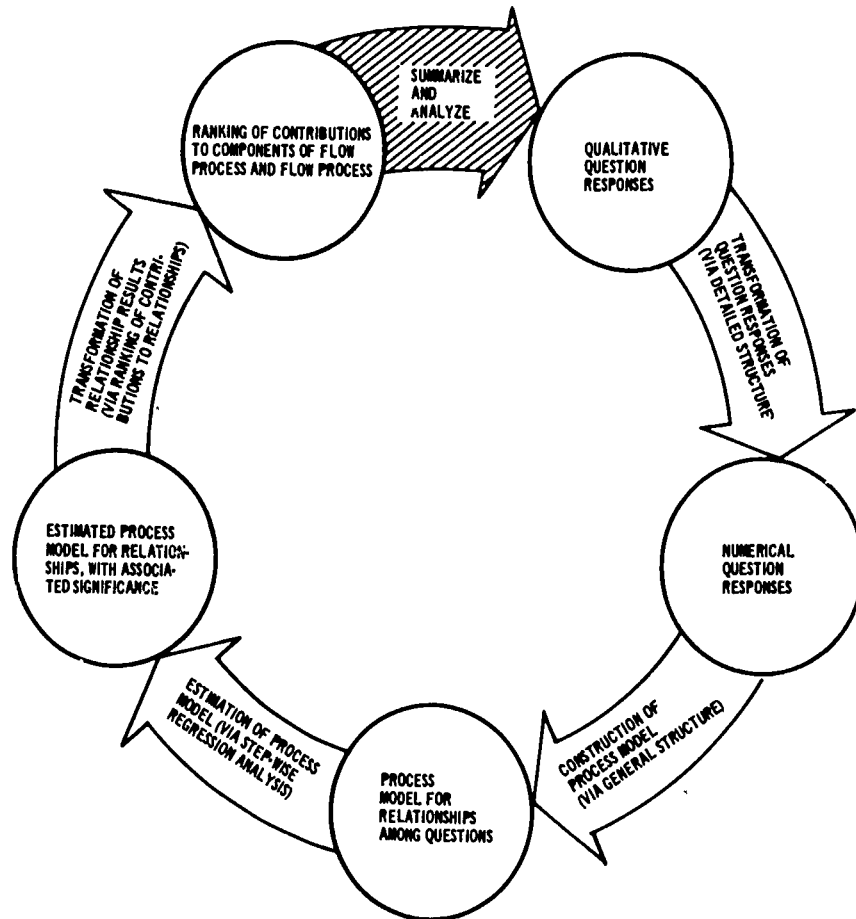 SUMMARIZE
AND
ANALYZE
RANKING OF CONTRIBUTIONS
TO COMPONENTS OF FLOW
PROCESS AND FLOW PROCESS
QUALITATIVE
QUESTION
RESPONSES
TRANSFORMATION OF
QUESTION RESPONSES
(VIA DETAILED STRUCTURE)
NUMERICAL
QUESTION
RESPONSES
CONSTRUCTION OF
PROCESS MODEL
(VIA GENERAL STRUCTURE)
PROCESS
MODEL FOR
RELATIONSHIPS
AMONG QUESTIONS
ESTIMATION OF PROCESS
MODEL (VIA STEP-WISE
REGRESSION ANALYSIS)
ESTIMATED PROCESS
MODEL FOR RELATION-
SHIPS, WITH ASSOCIA-
TED SIGNIFICANCE
TRANSFORMATION OF
RELATIONSHIP RESULTS
(VIA RANKING OF CONTRI-
BUTIONS TO RELATIONSHIPS)